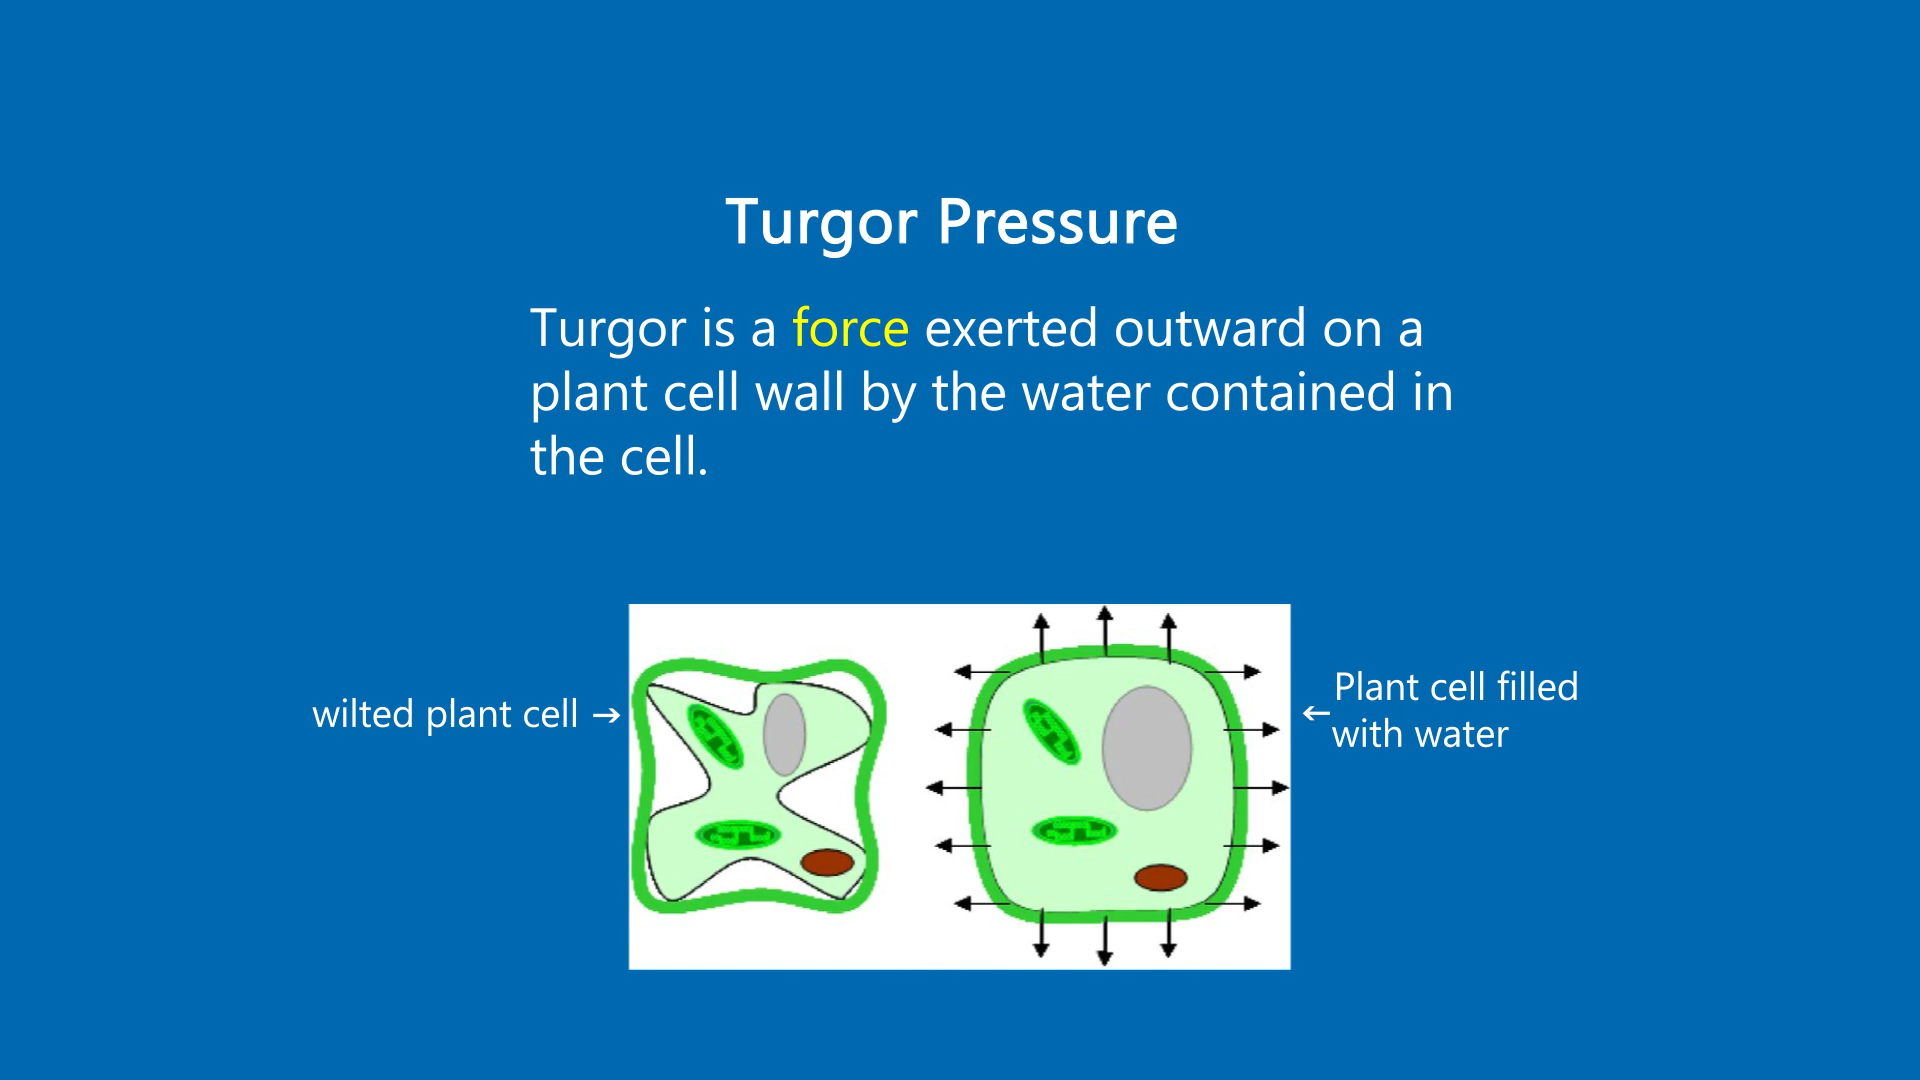 Turgor Pressure
Turgor is a force exerted outward on a
plant cell wall by the water contained in
the cell.
wilted plant cell →
← Plant cell filled
with water